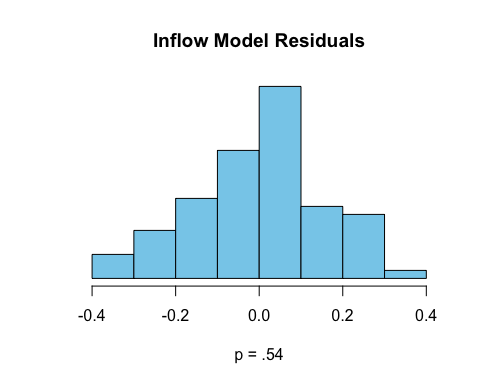 Inflow Model Residuals
-0.4 -0.2 0.0 0.2 0.4
p = .54